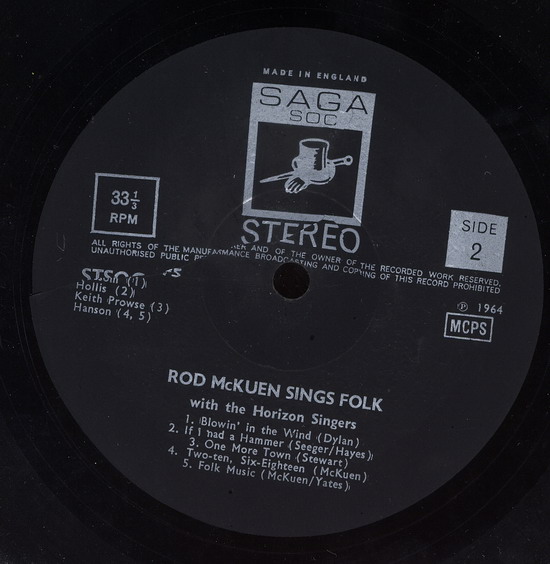 MADE IN ENGLAND
SAGA
SOC
STEREO
33 1/3
RPM
SIDE
2
ALL RIGHTS OF THE AND OF THE OWNER OF THE RECORDED WORK RESERVED.
UNAUTHORISED PUBLIC BROADCASTING AND COPYING OF THIS RECORD PROHIBITED
(1)
Hollis (2)
Keith Prowse (3)
Hanson (4, 5)
℗ 1964
MCPS
ROD McKUEN SINGS FOLK
with the Horizon Singers
1. Blowin' in the Wind (Dylan)
2. If I had a Hammer (Seeger/Hayes)
3. One More Town (Stewart)
4. Two-ten, Six-Eighteen (McKuen)
5. Folk Music (McKuen/Yates)